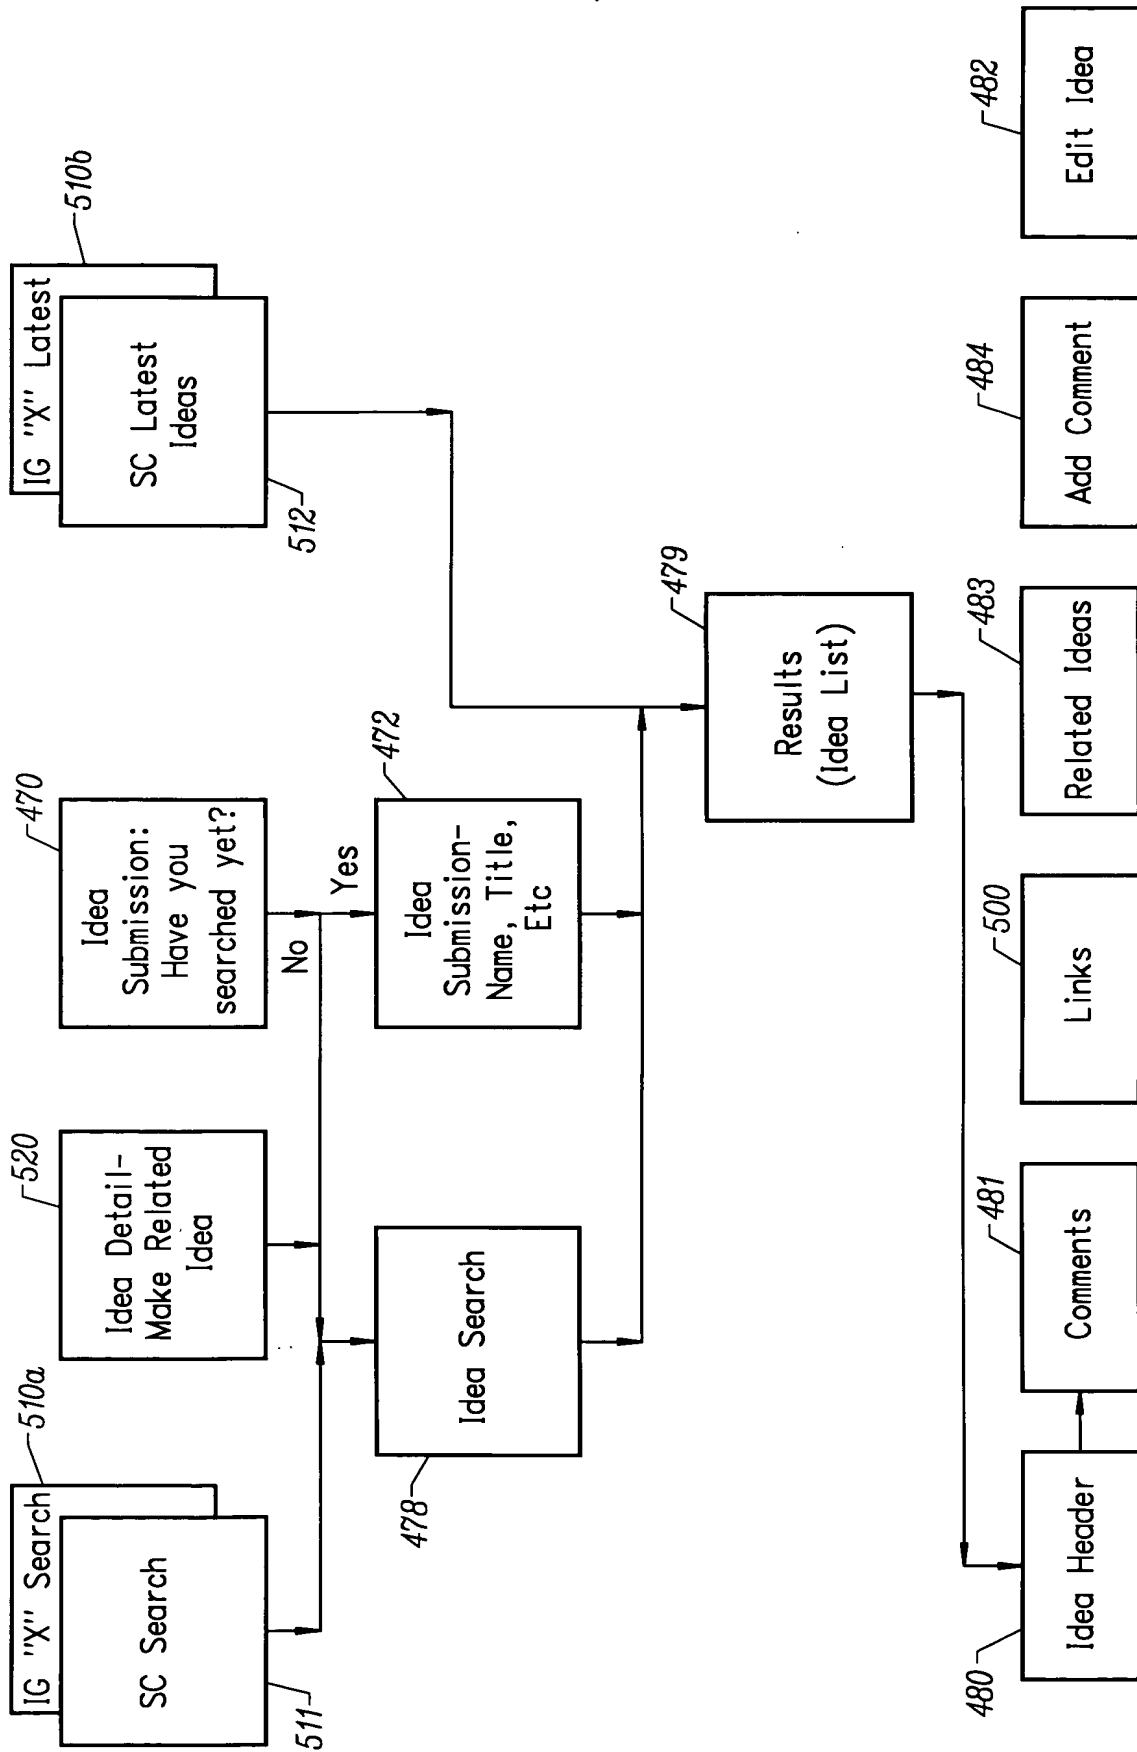 IG "X" Search
510a
SC Search
511
520
Idea Detail-
Make Related
Idea
470
Idea
Submission:
Have you
searched yet?
No
Yes
IG "X" Latest
510b
SC Latest
Ideas
512
Idea Search
478
472
Idea
Submission-
Name, Title,
Etc
479
Results
(Idea List)
480
Idea Header
481
Comments
500
Links
483
Related Ideas
484
Add Comment
482
Edit Idea